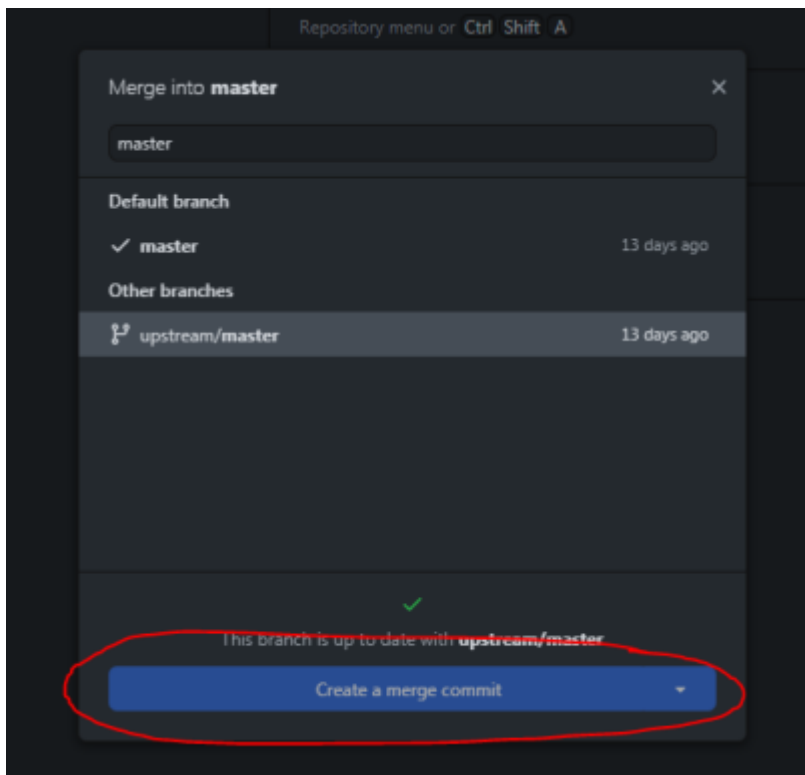 Repository menu or Ctrl Shift A
Merge into master
master
Default branch
master 13 days ago
Other branches
upstream/master 13 days ago
This branch is up to date with upstream/master
Create a merge commit